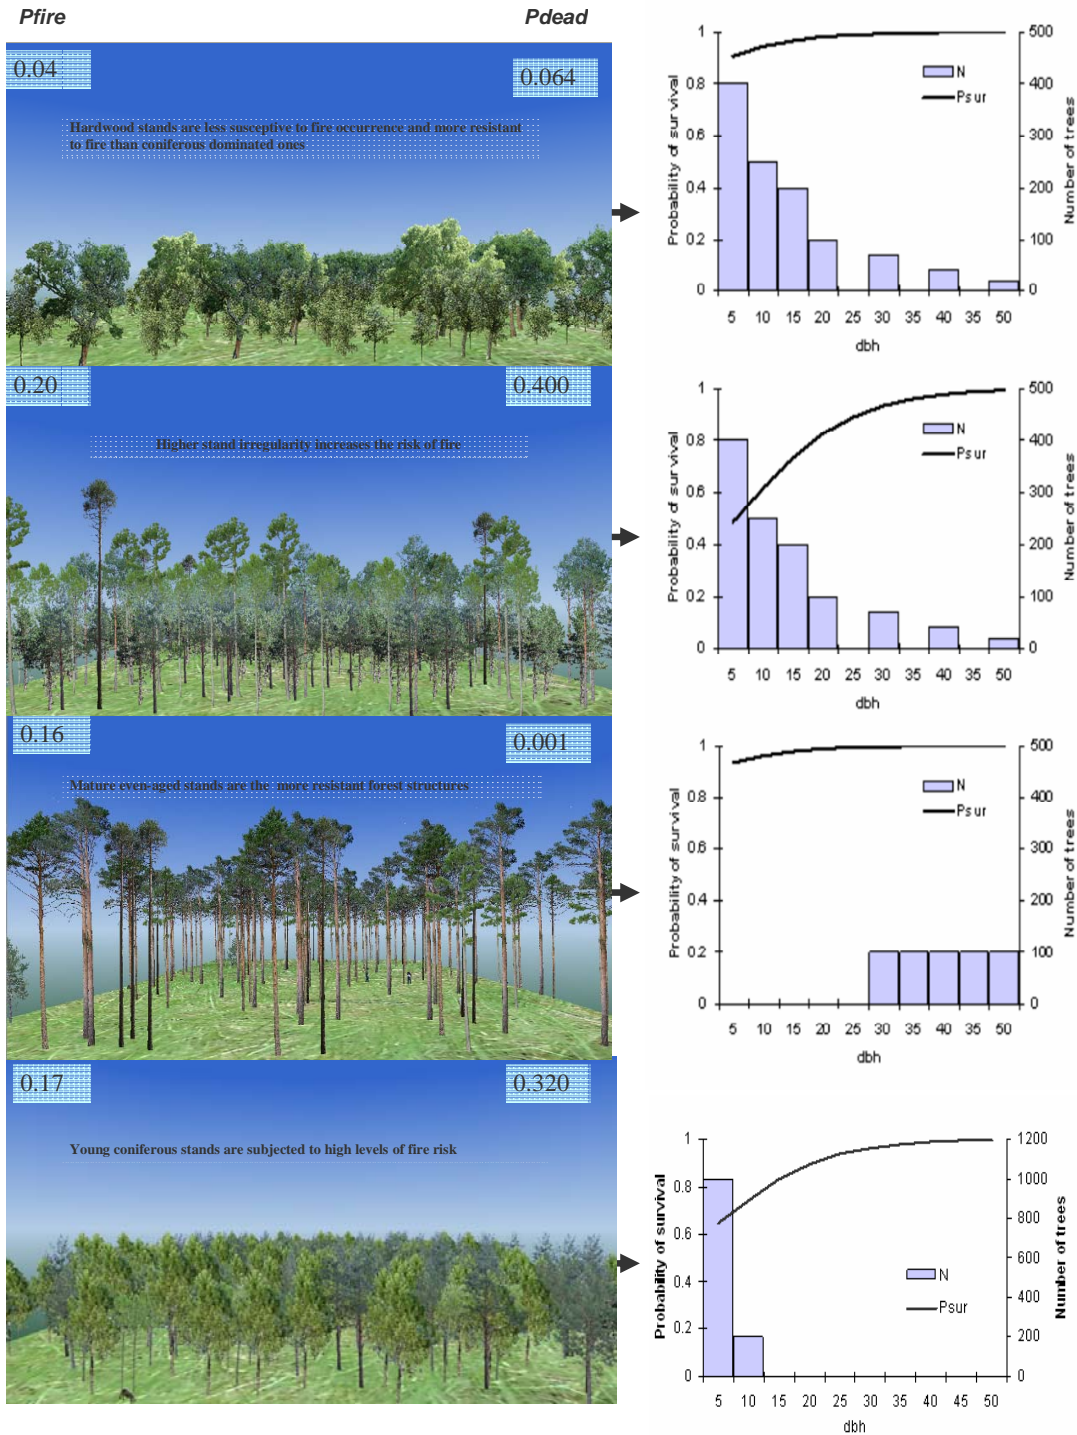 Pfire
Pdead
0.04
0.064
Hardwood stands are less susceptive to fire occurrence and more resistant
to fire than coniferous dominated ones
1
0.8
0.6
0.4
0.2
0
Probability of survival
500
400
300
200
100
0
Number of trees
N
Psur
5 10 15 20 25 30 35 40 50
dbh
0.20
0.400
Higher stand irregularity increases the risk of fire
1
0.8
0.6
0.4
0.2
0
Probability of survival
500
400
300
200
100
0
Number of trees
N
Psur
5 10 15 20 25 30 35 40 50
dbh
0.16
0.001
Mature even-aged stands are the more resistant forest structures
1
0.8
0.6
0.4
0.2
0
Probability of survival
500
400
300
200
100
0
Number of trees
N
Psur
5 10 15 20 25 30 35 40 50
dbh
0.17
0.320
Young coniferous stands are subjected to high levels of fire risk
1
0.8
0.6
0.4
0.2
0
Probability of survival
1200
1000
800
600
400
200
0
Number of trees
N
Psur
5 10 15 20 25 30 35 40 45 50
dbh